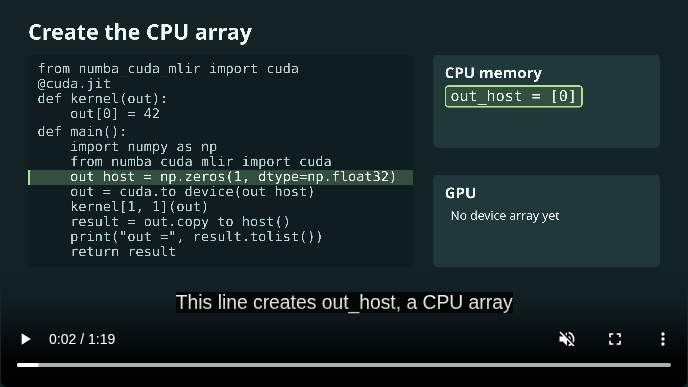 Create the CPU array
from numba cuda mlir import cuda
@cuda.jit
def kernel(out):
    out[0] = 42
def main():
    import numpy as np
    from numba cuda mlir import cuda
    out host = np.zeros(1, dtype=np.float32)
    out = cuda.to device(out host)
    kernel[1, 1](out)
    result = out.copy to host()
    print("out =", result.tolist())
    return result
CPU memory
out_host = [0]
GPU
No device array yet
This line creates out_host, a CPU array
0:02 / 1:19